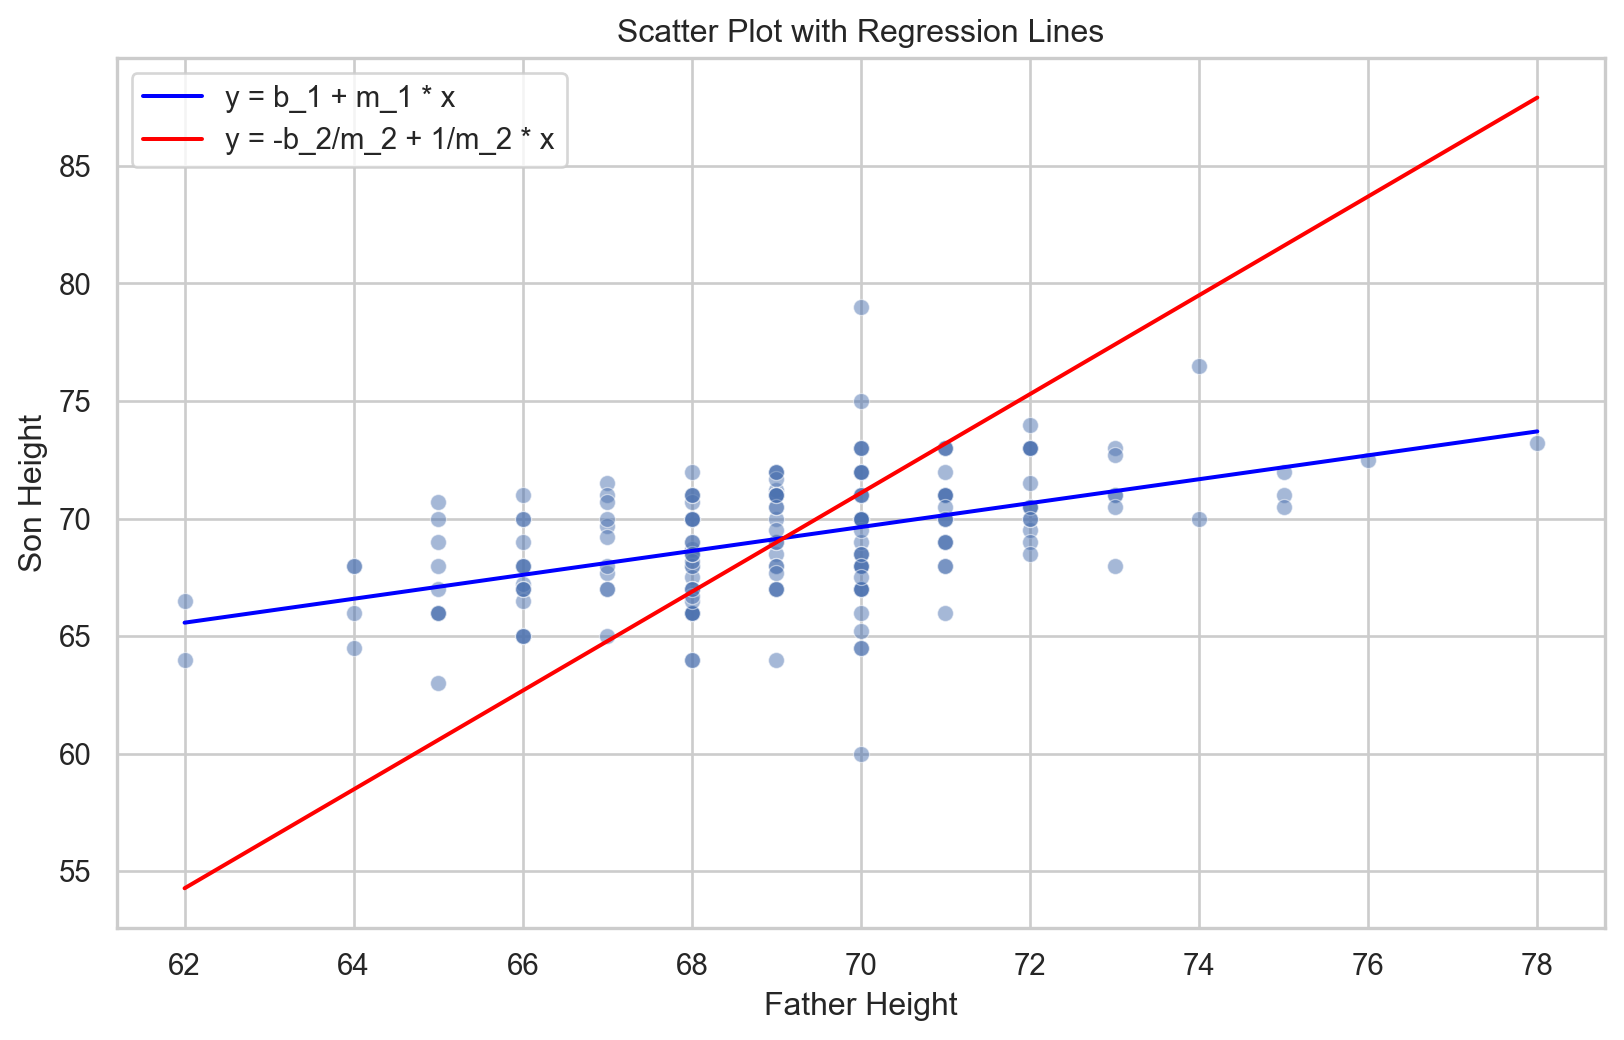 Scatter Plot with Regression Lines
y = b_1 + m_1 * x
y = -b_2/m_2 + 1/m_2 * x
85
80
75
70
65
60
55
Son Height
62 64 66 68 70 72 74 76 78
Father Height